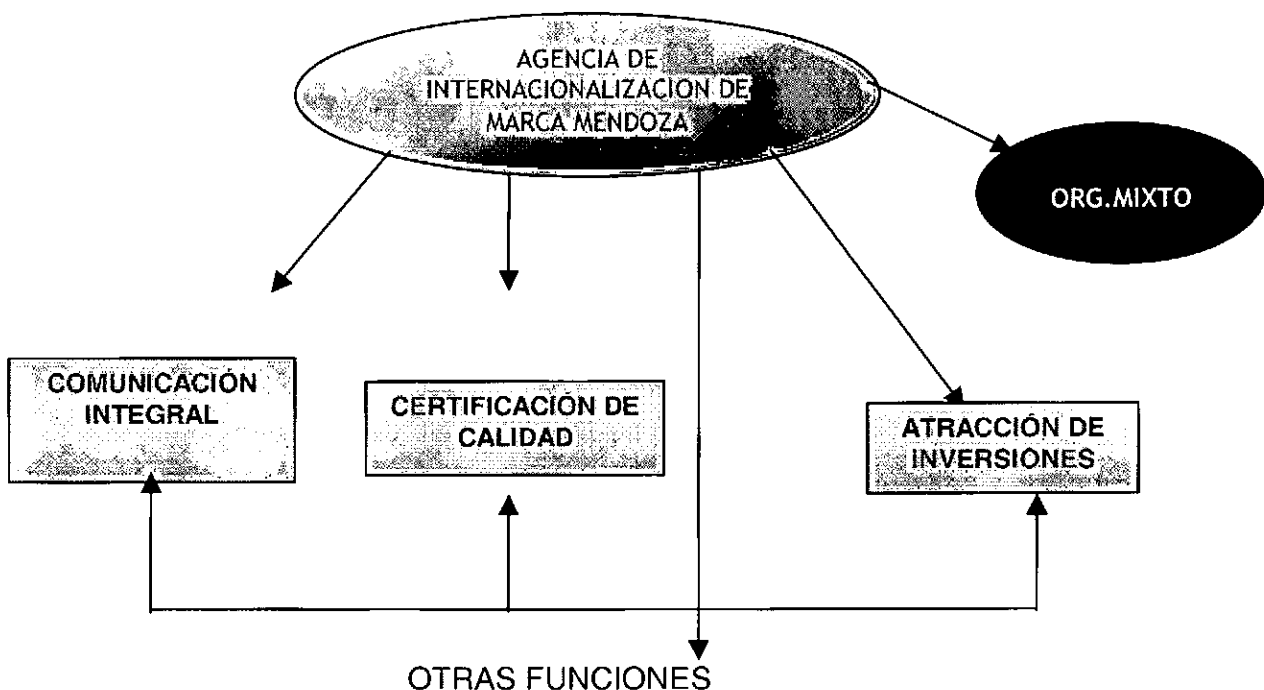 AGENCIA DE
INTERNACIONALIZACION DE
MARCA MENDOZA
ORG.MIXTO
COMUNICACIÓN
INTEGRAL
CERTIFICACIÓN DE
CALIDAD
ATRACCIÓN DE
INVERSIONES
OTRAS FUNCIONES